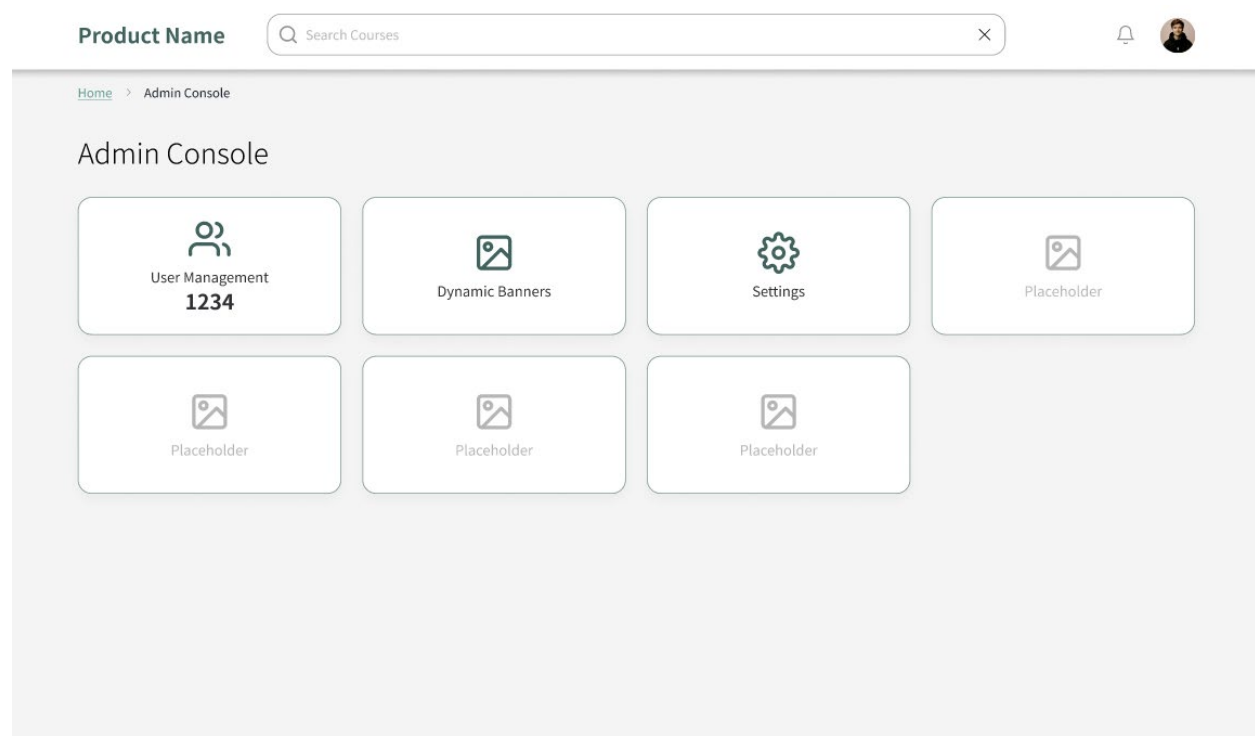 Product Name
Search Courses
Home > Admin Console
Admin Console
User Management
1234
Dynamic Banners
Settings
Placeholder
Placeholder
Placeholder
Placeholder